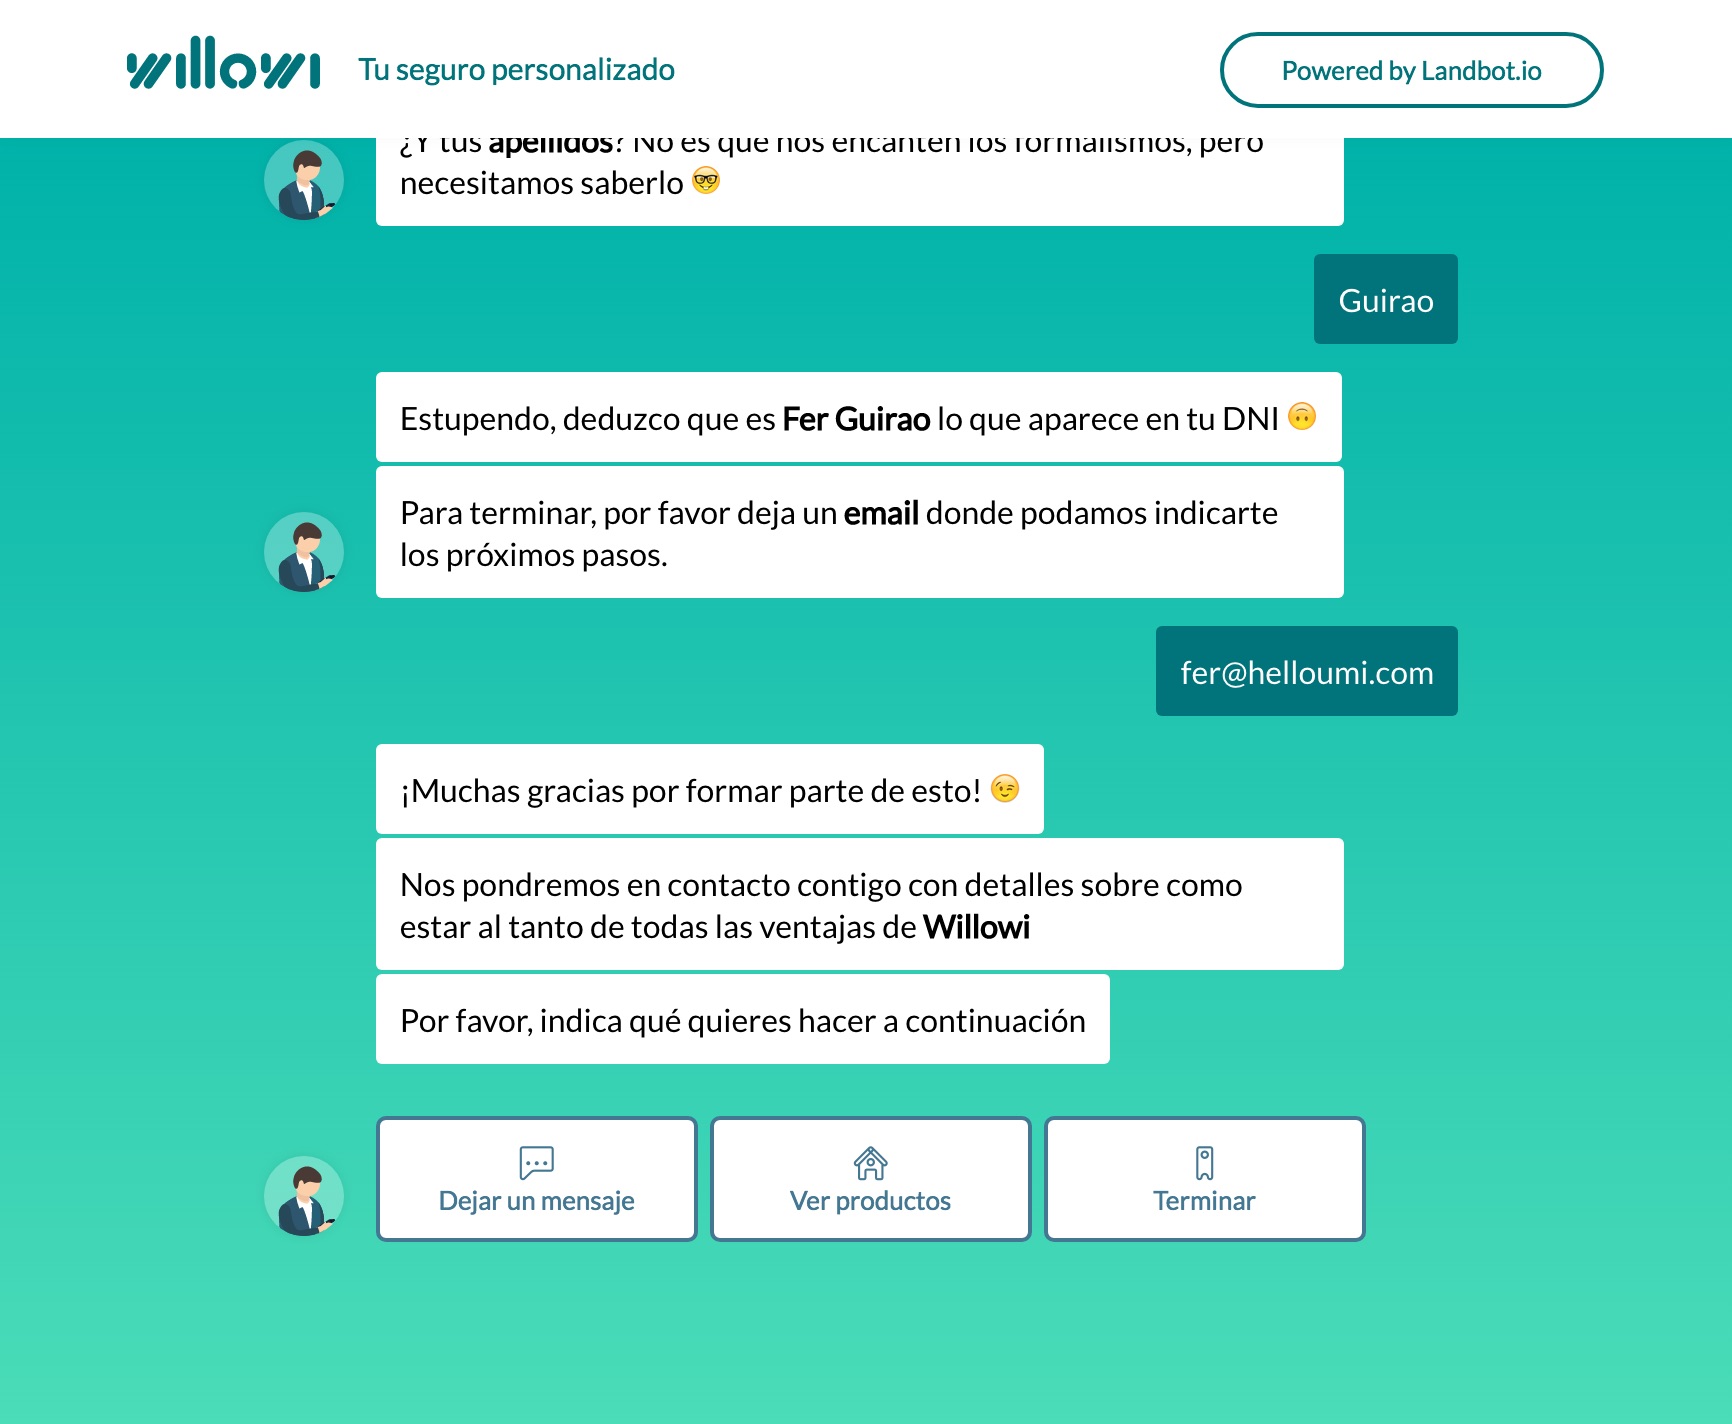 willowi
Tu seguro personalizado
Powered by Landbot.io
¿Y tus apellidos? No es que nos encanten los formalismos, pero
necesitamos saberlo 🤓
Guirao
Estupendo, deduzco que es Fer Guirao lo que aparece en tu DNI 🙃
Para terminar, por favor deja un email donde podamos indicarte
los próximos pasos.
fer@helloumi.com
¡Muchas gracias por formar parte de esto! 😉
Nos pondremos en contacto contigo con detalles sobre como
estar al tanto de todas las ventajas de Willowi
Por favor, indica qué quieres hacer a continuación
Dejar un mensaje
Ver productos
Terminar